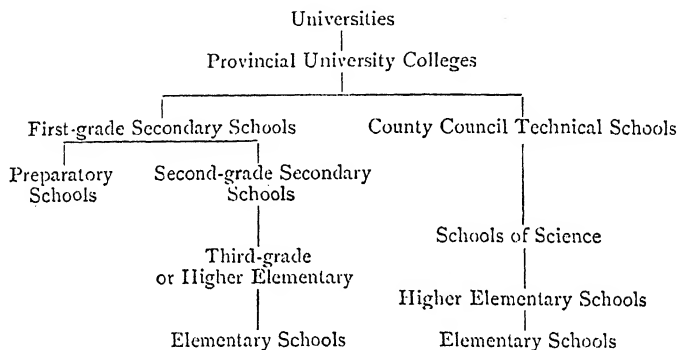 Universities
Provincial University Colleges
First-grade Secondary Schools
County Council Technical Schools
Preparatory
Schools
Second-grade Secondary
Schools
Schools of Science
Third-grade
or Higher Elementary
Higher Elementary Schools
Elementary Schools
Elementary Schools